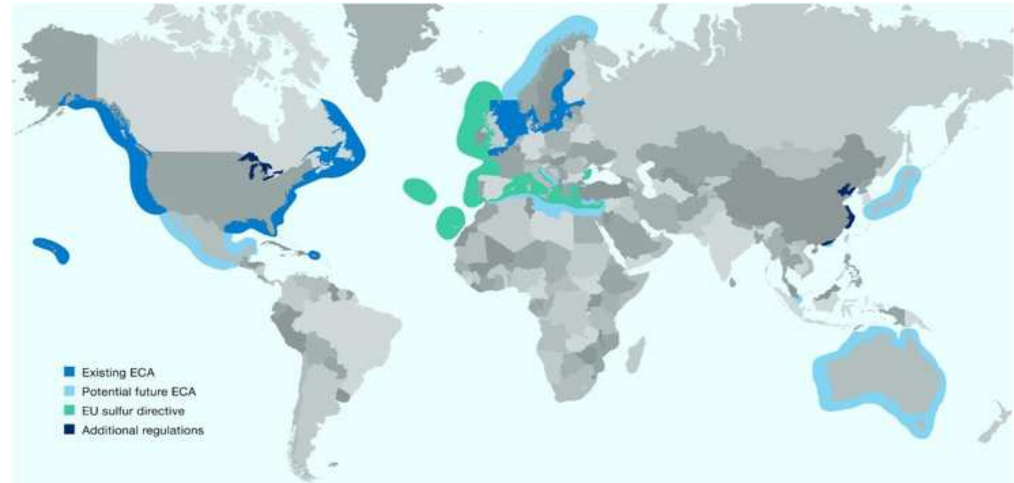 Existing ECA
Potential future ECA
EU sulfur directive
Additional regulations